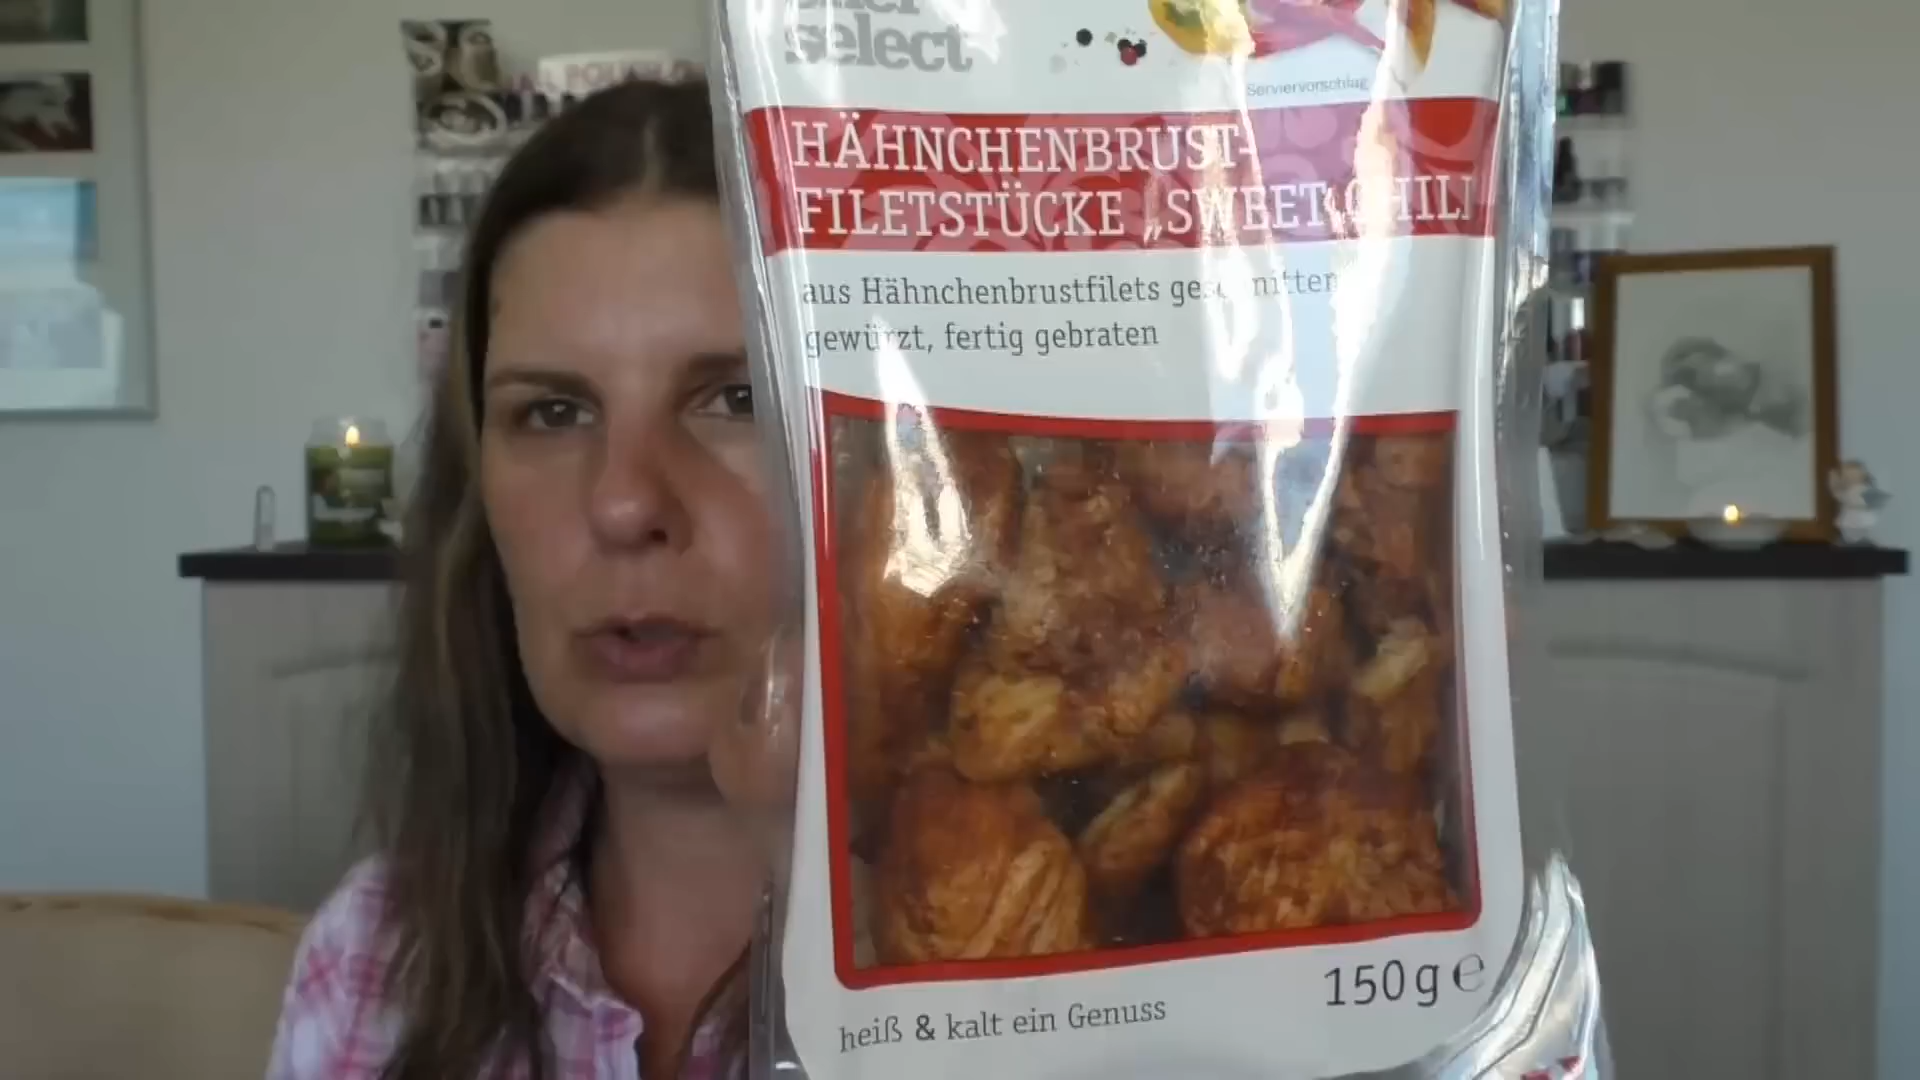 select
Serviervorschlag
HÄHNCHENBRUST-
FILETSTÜCKE „SWEET CHILI
aus Hähnchenbrustfilets geschnitten
gewürzt, fertig gebraten
150 g ℮
heiß & kalt ein Genuss